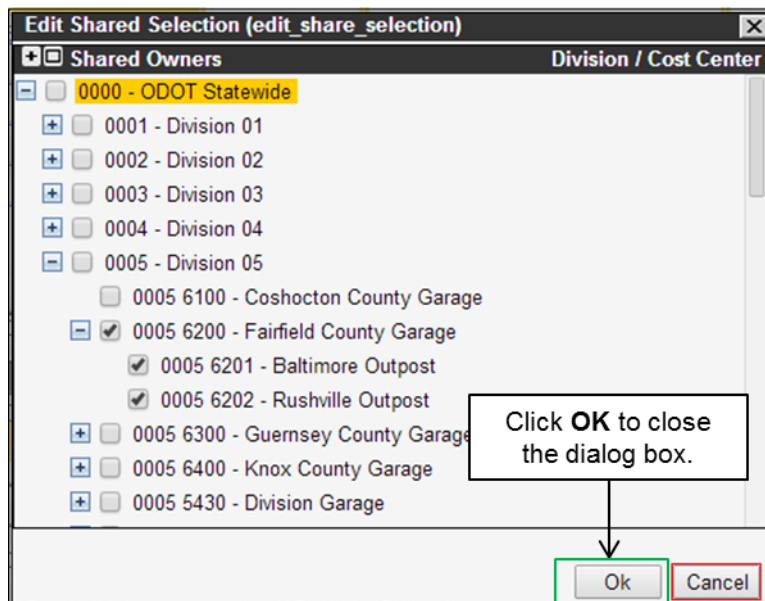 Edit Shared Selection (edit_share_selection)
Shared Owners Division / Cost Center
0000 - ODOT Statewide
0001 - Division 01
0002 - Division 02
0003 - Division 03
0004 - Division 04
0005 - Division 05
0005 6100 - Coshocton County Garage
0005 6200 - Fairfield County Garage
0005 6201 - Baltimore Outpost
0005 6202 - Rushville Outpost
0005 6300 - Guernsey County Garage
0005 6400 - Knox County Garage
0005 5430 - Division Garage
Click OK to close
the dialog box.
Ok Cancel